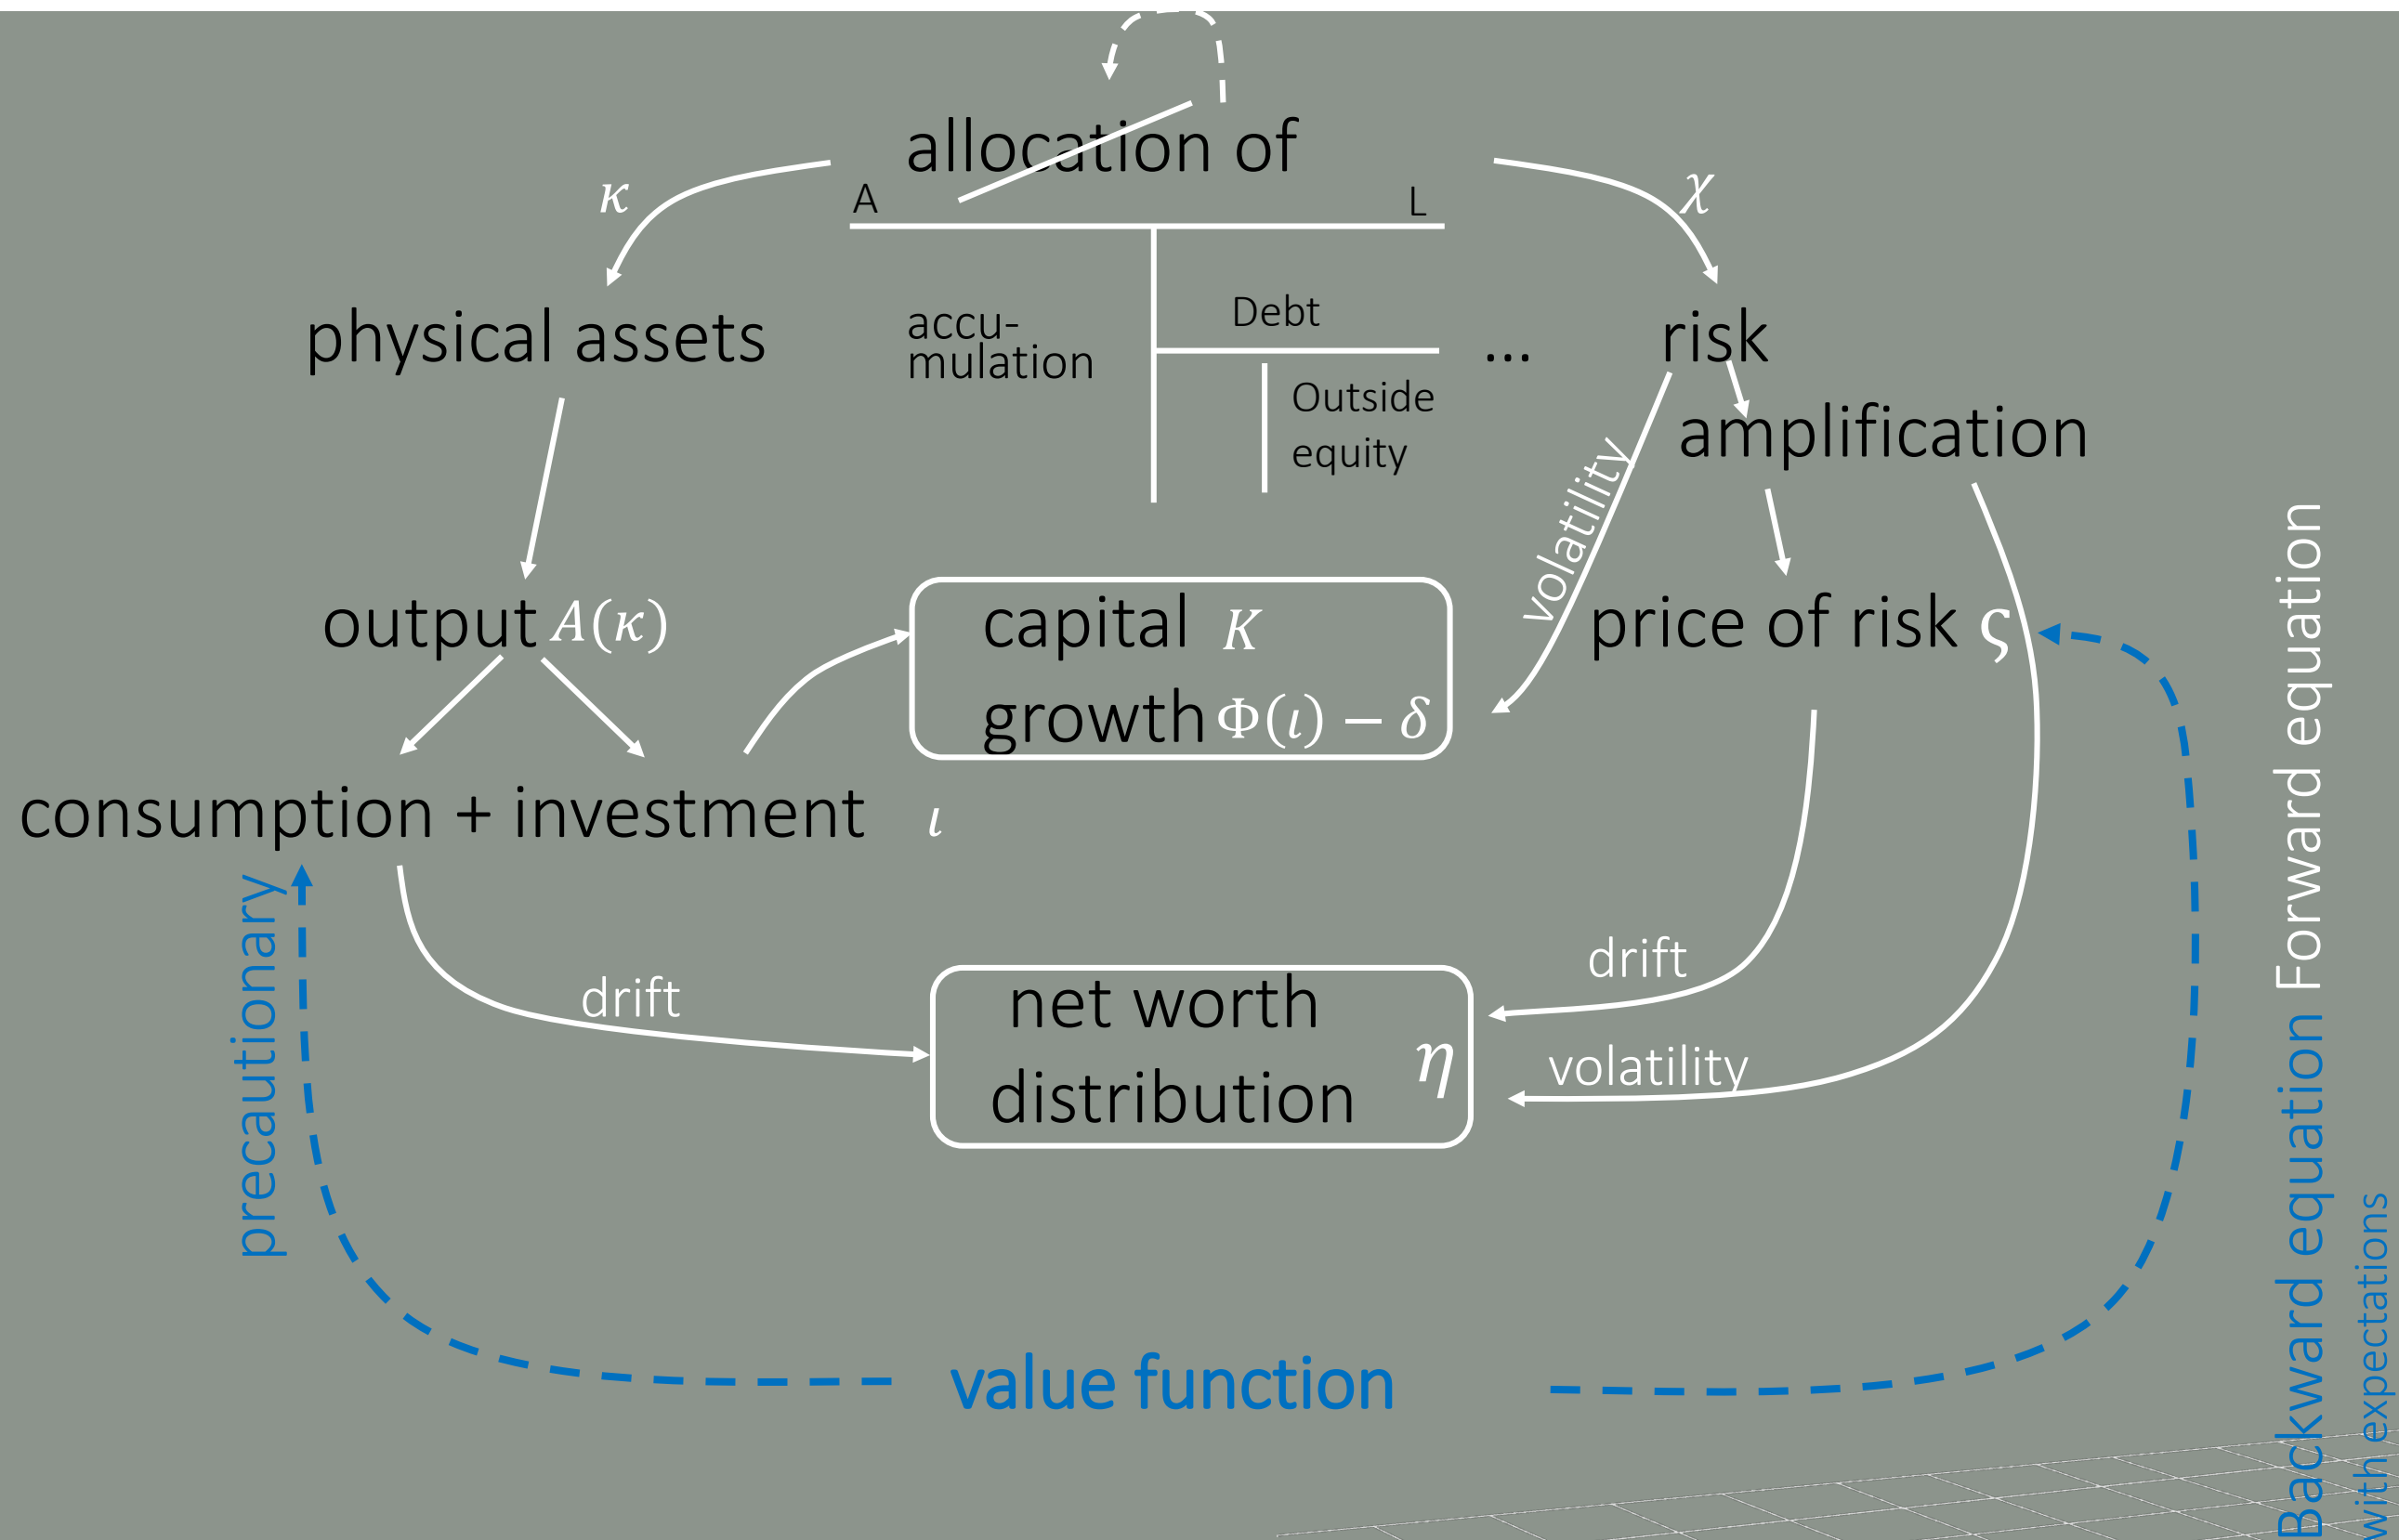 allocation of
A
L
κ
χ
physical assets
accu-
mulation
Debt
Outside
equity
...
risk
amplification
volatility
output A(κ)
capital K
growth Φ(ι) − δ
price of risk ς
consumption + investment ι
precautionary
drift
drift
net worth
distribution η
volatility
value function
Backward equation Forward equation
with expectations